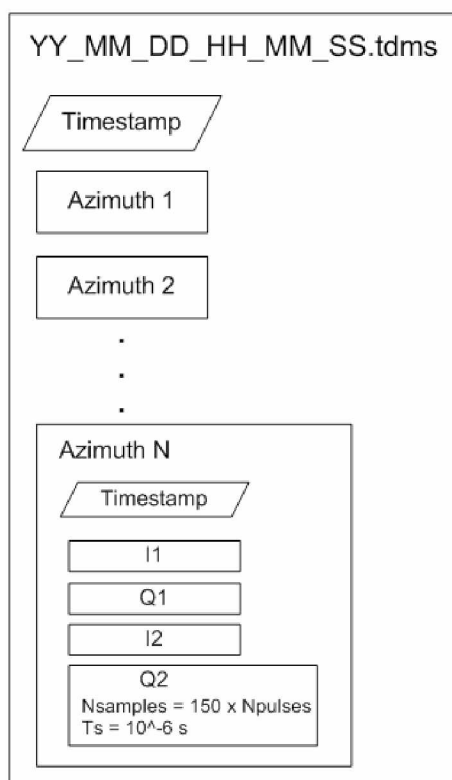 YY_MM_DD_HH_MM_SS.tdms
Timestamp
Azimuth 1
Azimuth 2
.
.
.
Azimuth N
Timestamp
I1
Q1
I2
Q2
Nsamples = 150 x Npulses
Ts = 10^-6 s